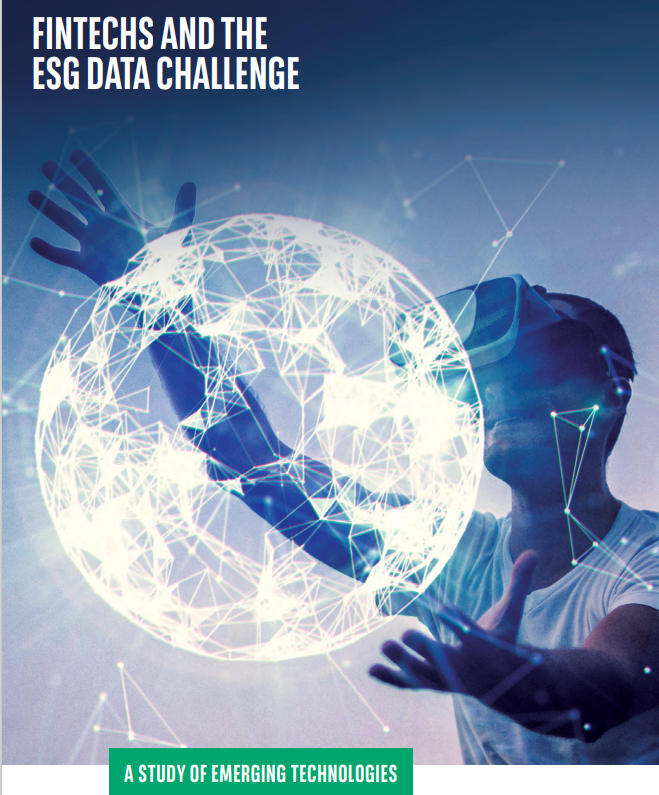 FINTECHS AND THE
ESG DATA CHALLENGE
A STUDY OF EMERGING TECHNOLOGIES